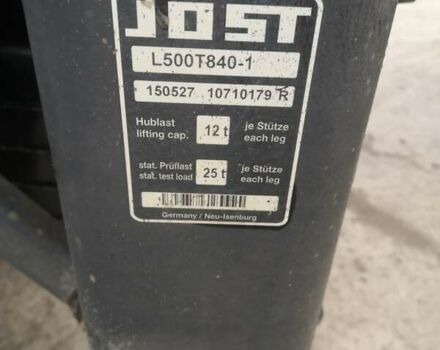 JOST
L500T840-1
150527 10710179 R
Hublast 12 t je Stütze
lifting cap. each leg
stat. Prüflast 25 t je Stütze
stat. test load each leg
Germany / Neu-Isenburg